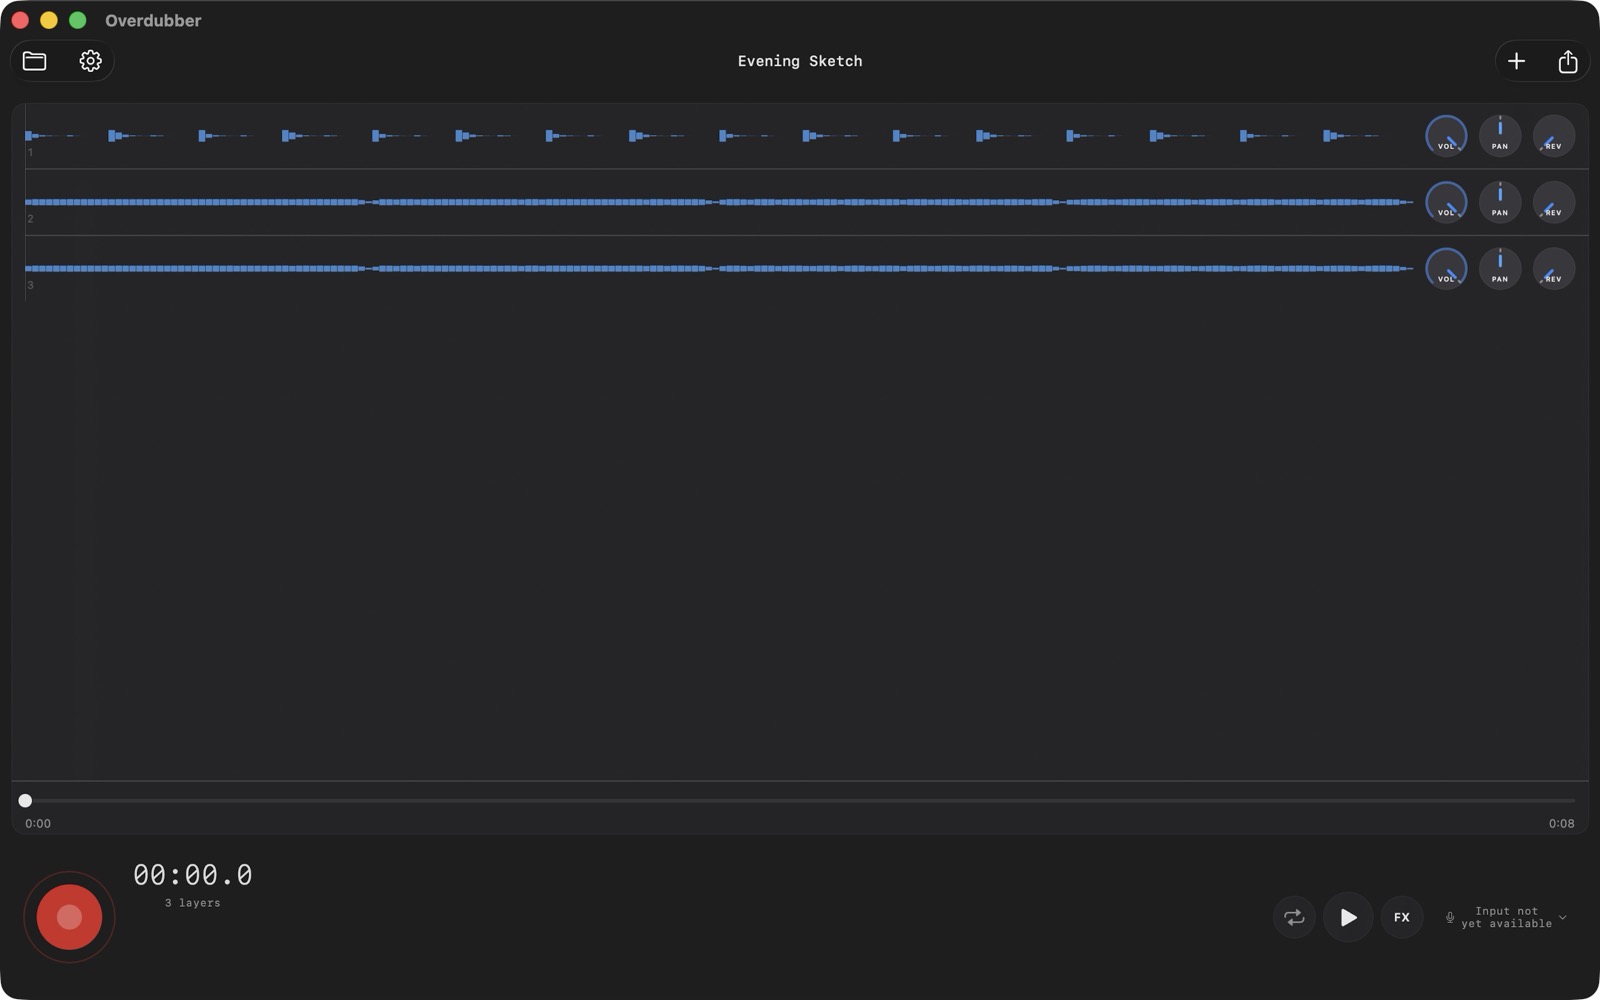 Overdubber
Evening Sketch
1
VOL PAN REV
2
VOL PAN REV
3
VOL PAN REV
0:00 0:08
00:00.0
3 layers
FX
Input not
yet available